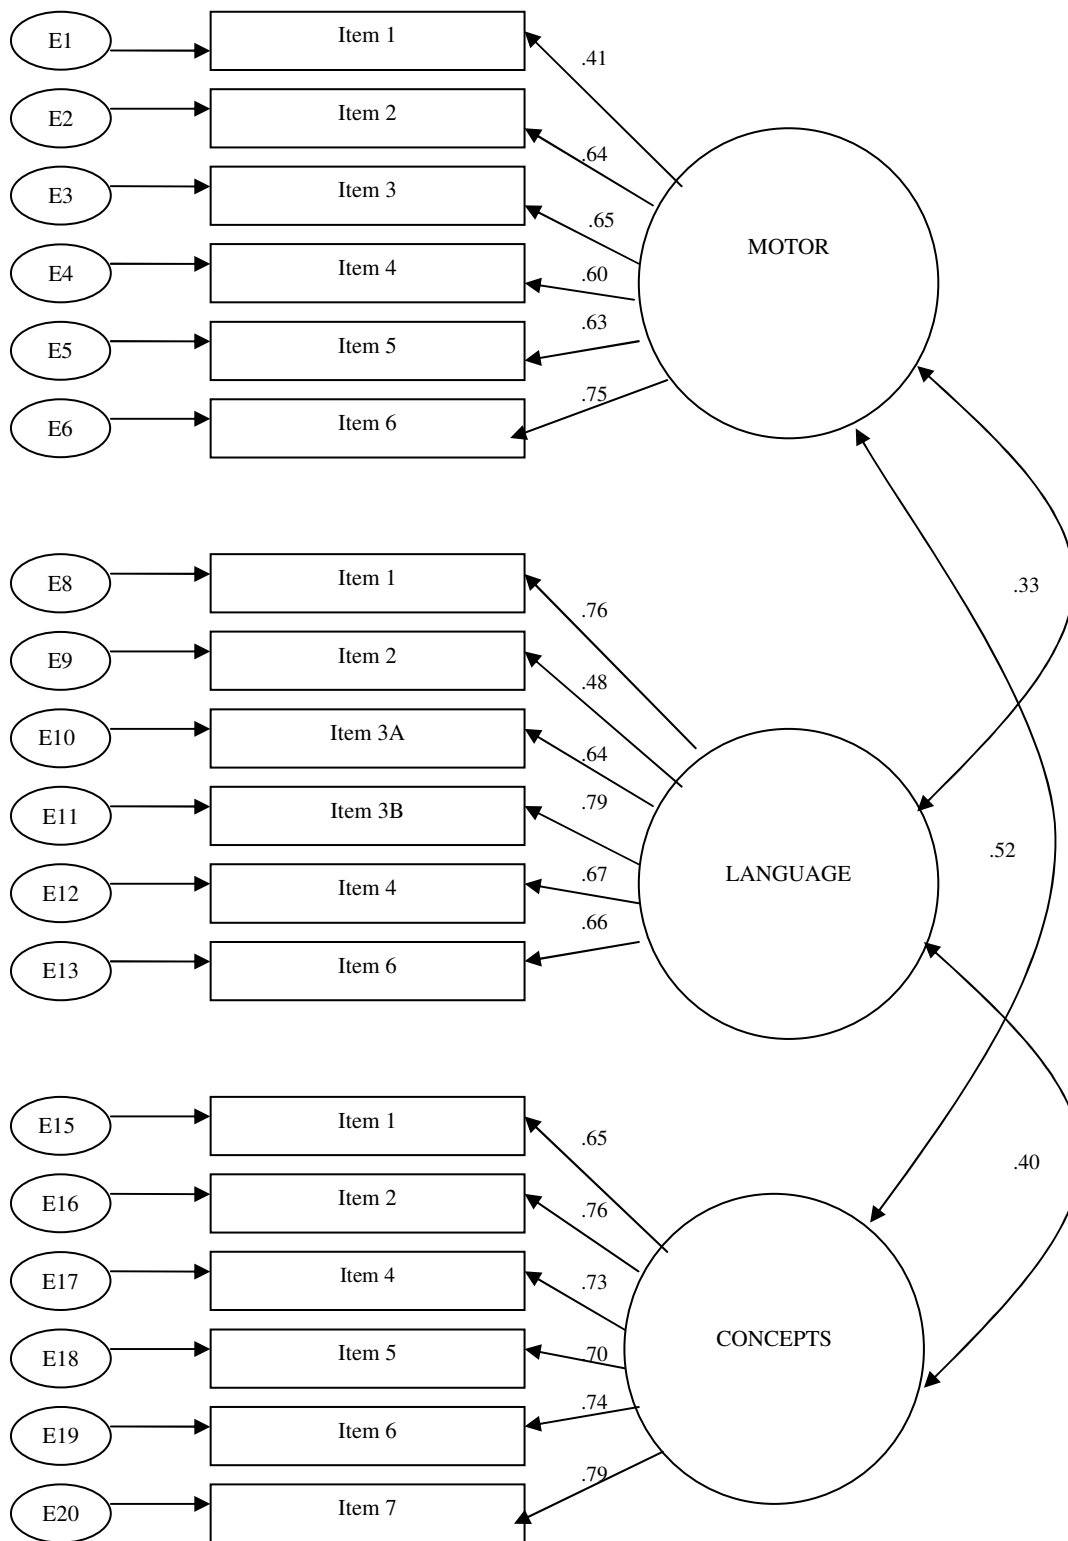 E1 Item 1 .41
E2 Item 2 .64
E3 Item 3 .65
MOTOR
E4 Item 4 .60
E5 Item 5 .63
E6 Item 6 .75
E8 Item 1 .76
.33
E9 Item 2 .48
E10 Item 3A .64
E11 Item 3B .79
.52
E12 Item 4 .67
LANGUAGE
E13 Item 6 .66
E15 Item 1 .65
.40
E16 Item 2 .76
E17 Item 4 .73
E18 Item 5 .70
CONCEPTS
E19 Item 6 .74
E20 Item 7 .79